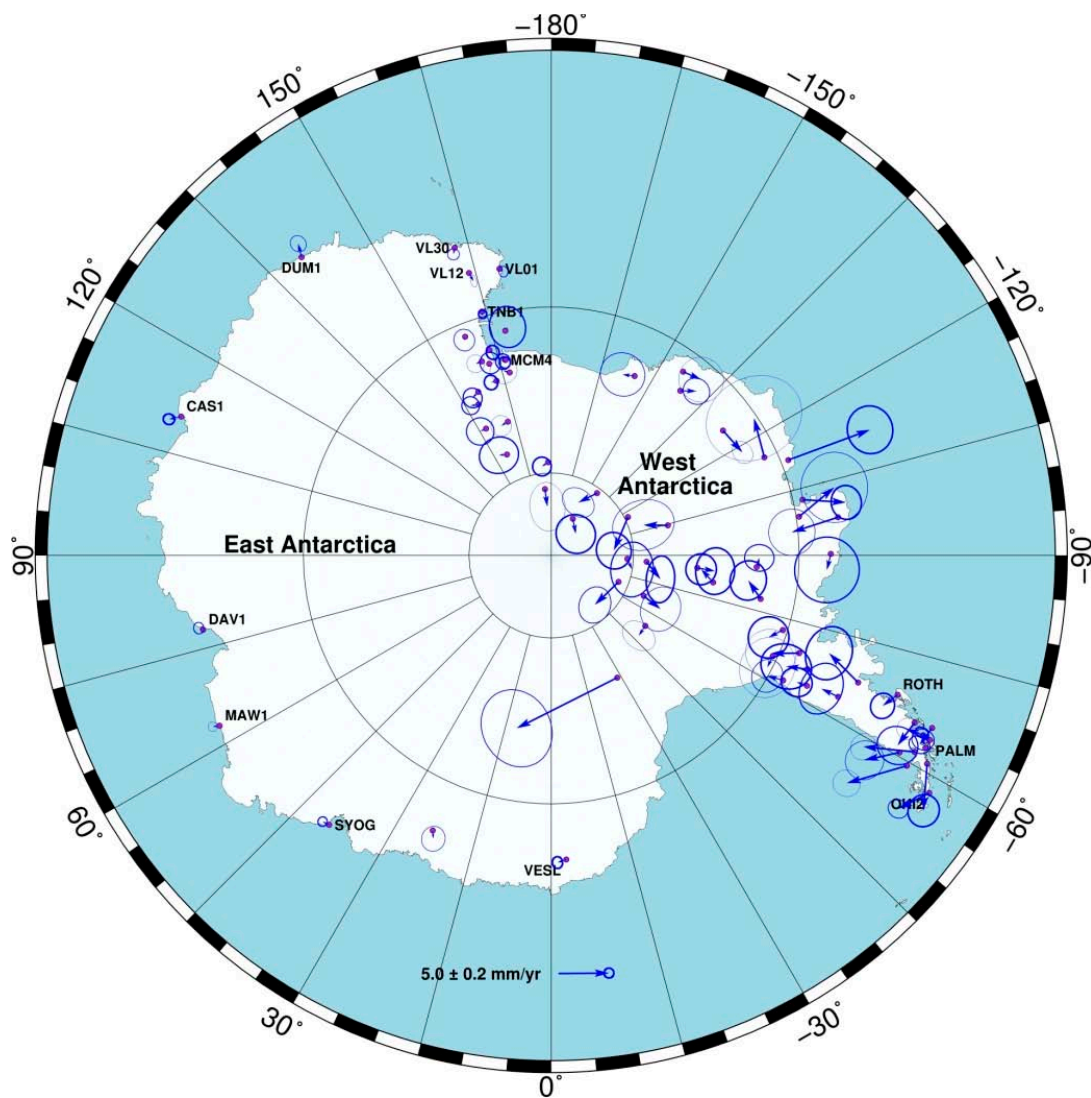 −180°
150°
−150°
VL30
VL12
VL01
DUM1
120°
−120°
TNB1
MCM4
CAS1
West
Antarctica
East Antarctica
90°
−90°
DAV1
ROTH
MAW1
PALM
60°
−60°
SYOG
VESL
5.0 ± 0.2 mm/yr
30°
−30°
0°